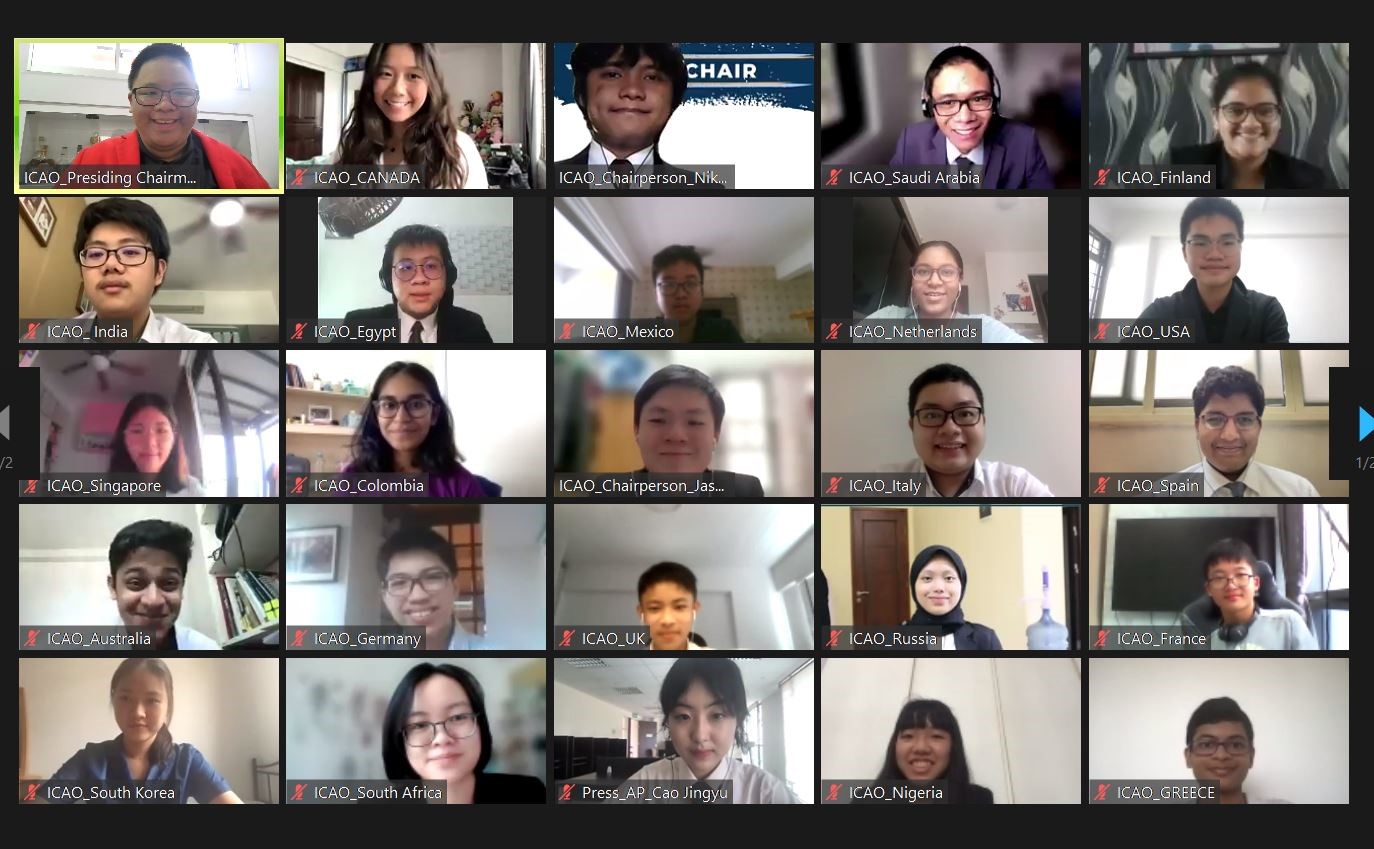 CHAIR
ICAO_Presiding Chairm...
ICAO_CANADA
ICAO_Chairperson_Nik...
ICAO_Saudi Arabia
ICAO_Finland
ICAO_ India
ICAO_Egypt
ICAO_Mexico
ICAO_Netherlands
ICAO_USA
ICAO_Singapore
ICAO_Colombia
ICAO_Chairperson_Jas...
ICAO_Italy
ICAO_Spain
/2
1/2
ICAO_Australia
ICAO_Germany
ICAO_UK
ICAO_Russia
ICAO_France
ICAO_South Korea
ICAO_South Africa
Press_AP_Cao Jingyu
ICAO_Nigeria
ICAO_GREECE